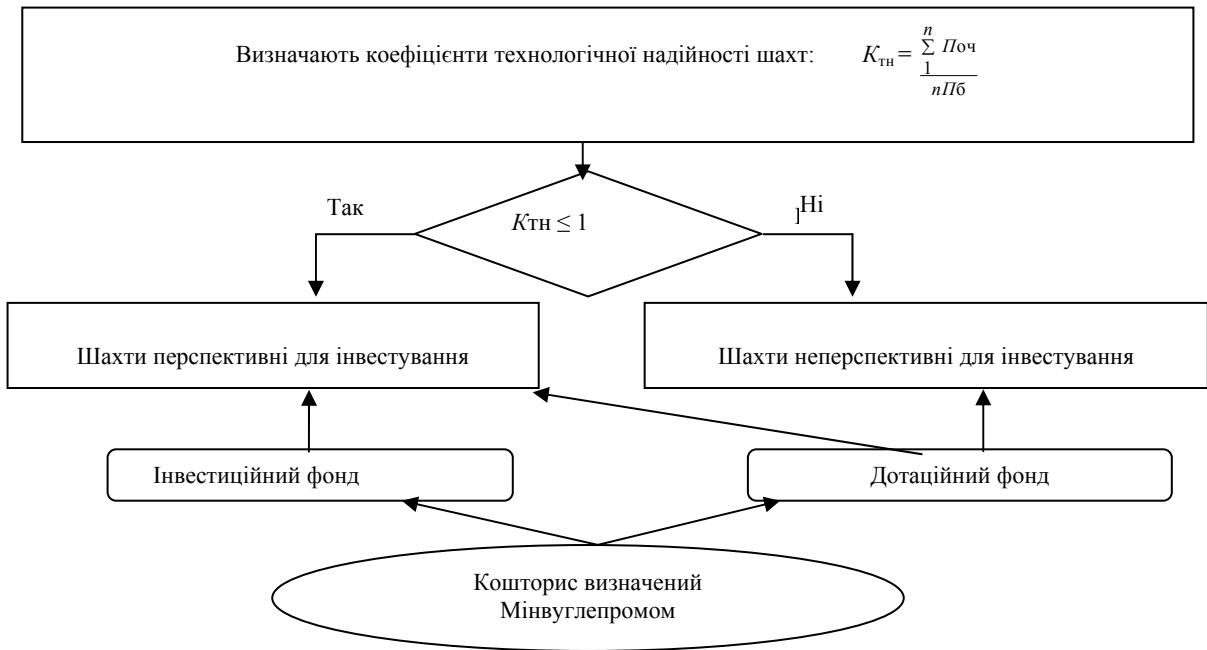 Визначають коефіцієнти технологічної надійності шахт: Kтн = n ∑ 1 Поч / nПб
Так
Kтн ≤ 1
]Ні
Шахти перспективні для інвестування
Шахти неперспективні для інвестування
Інвестиційний фонд
Дотаційний фонд
Кошторис визначений
Мінвуглепромом